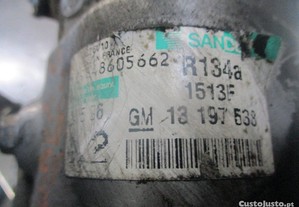 SAND
FRANCE
8605662 R134a
1513F
GM 13 197 538
CustoJusto.pt